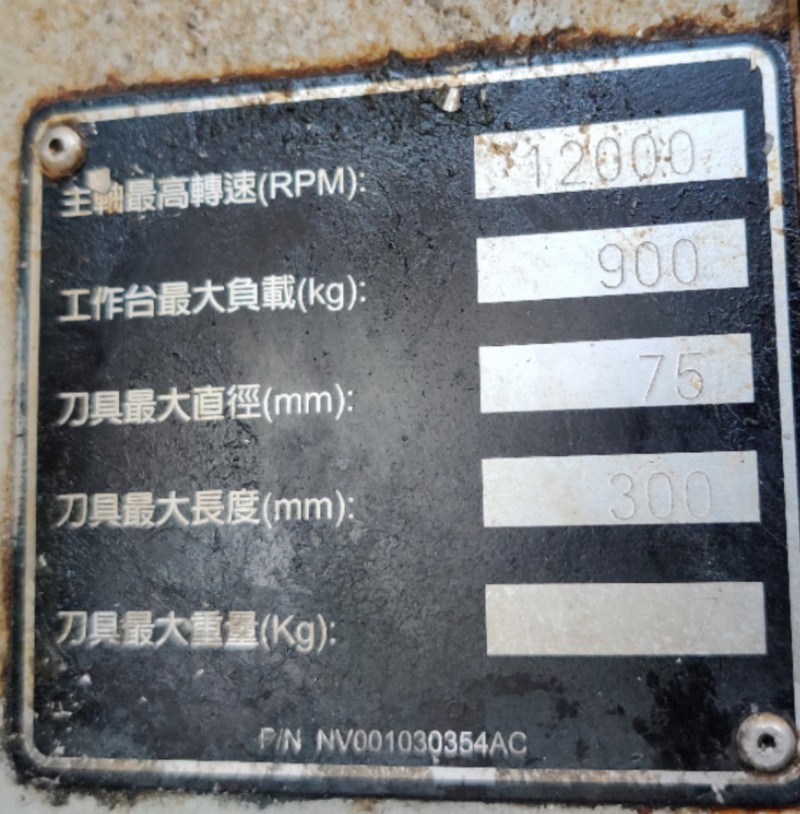 主軸最高轉速(RPM): 12000
工作台最大負載(kg): 900
刀具最大直徑(mm): 75
刀具最大長度(mm): 300
刀具最大重量(Kg):
P/N NV001030354AC